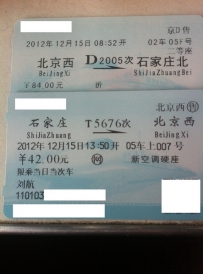 京D售
2012年12月15日08:52开 02车05F号
二等座
北京西 D2005次 石家庄北
BeiJingXi ShiJiaZhuangBei
¥84.00元
北京西(售)
石家庄 T5676次 北京西
ShiJiaZhuang BeiJingXi
2012年12月15日13:50开 05车上007号
¥42.00元 新空调硬座
限乘当日当次车
刘航
110103